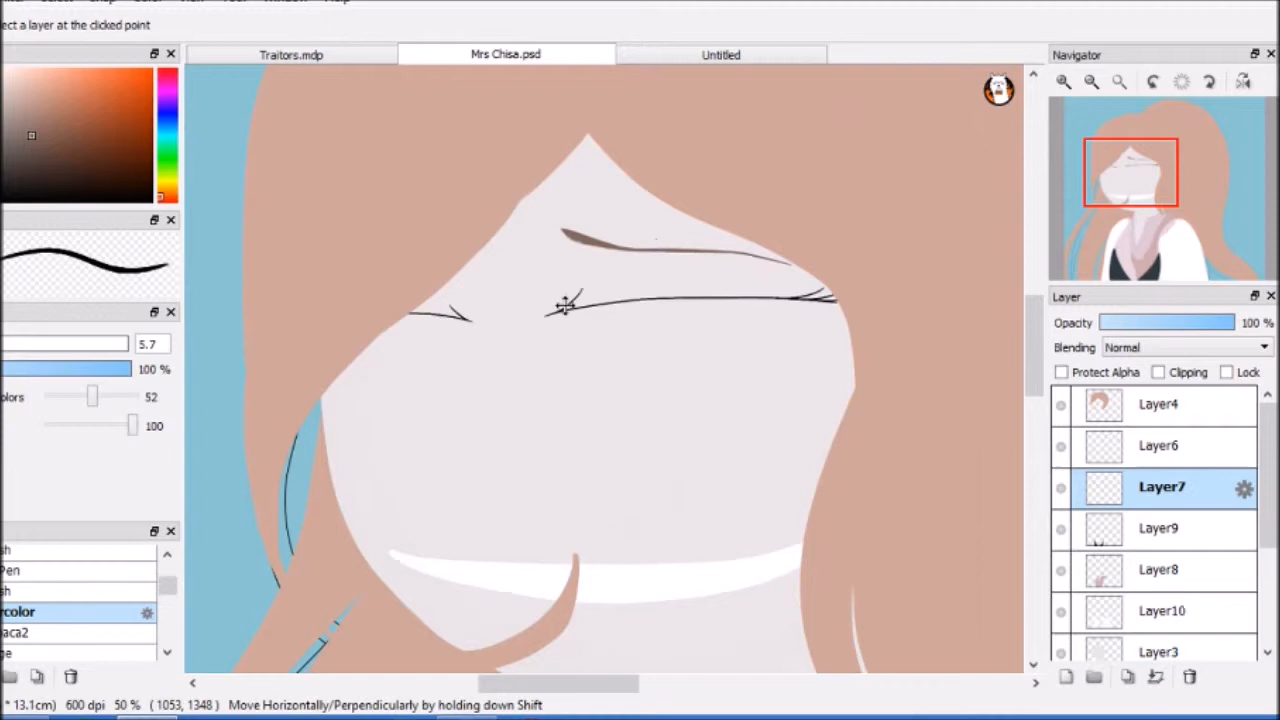 ect a layer at the clicked point
Traitors.mdp
Mrs Chisa.psd
Untitled
Navigator
5.7
100 %
olors
52
100
sh
Pen
sh
rcolor
aca2
ge
Layer
Opacity
100 %
Blending
Normal
Protect Alpha
Clipping
Lock
Layer4
Layer6
Layer7
Layer9
Layer8
Layer10
Layer3
* 13.1cm) 600 dpi 50 % ( 1053, 1348 ) Move Horizontally/Perpendicularly by holding down Shift